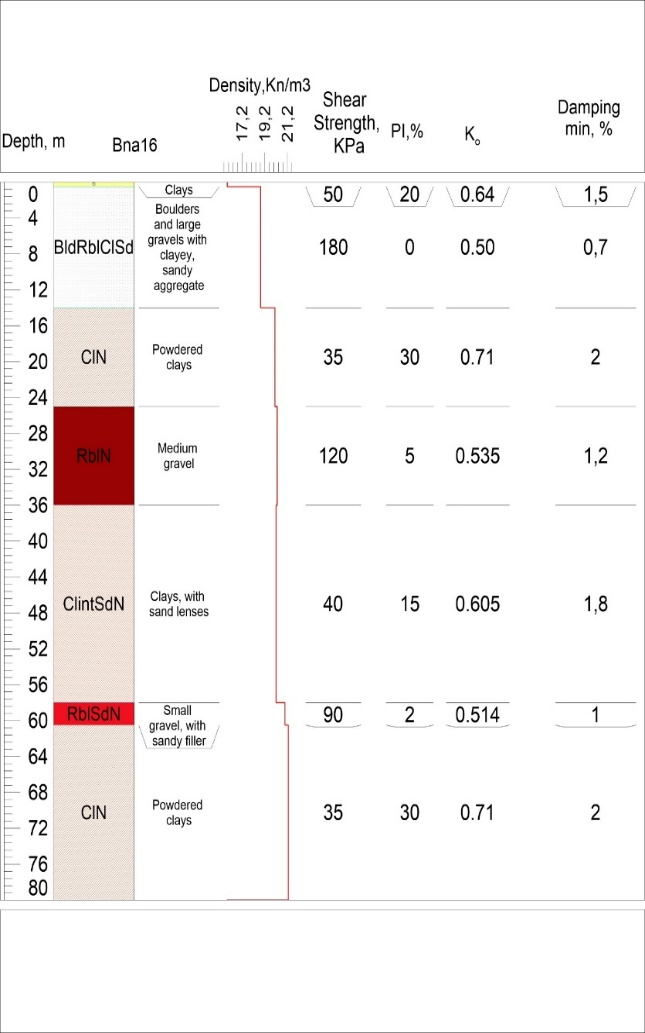 Density,Kn/m3
17,2 19,2 21,2
Shear
Strength,
KPa
PI,%
Ko
Damping
min, %
Depth, m
Bna16
0
Clays
50 20 0.64 1,5
4
8
12
BldRblClSd
Boulders
and large
gravels with
clayey,
sandy
aggregate
180 0 0.50 0,7
16
20
24
ClN
Powdered
clays
35 30 0.71 2
28
32
36
RblN
Medium
gravel
120 5 0.535 1,2
40
44
48
52
56
ClintSdN
Clays, with
sand lenses
40 15 0.605 1,8
60
RblSdN
Small
gravel, with
sandy filler
90 2 0.514 1
64
68
72
76
80
ClN
Powdered
clays
35 30 0.71 2